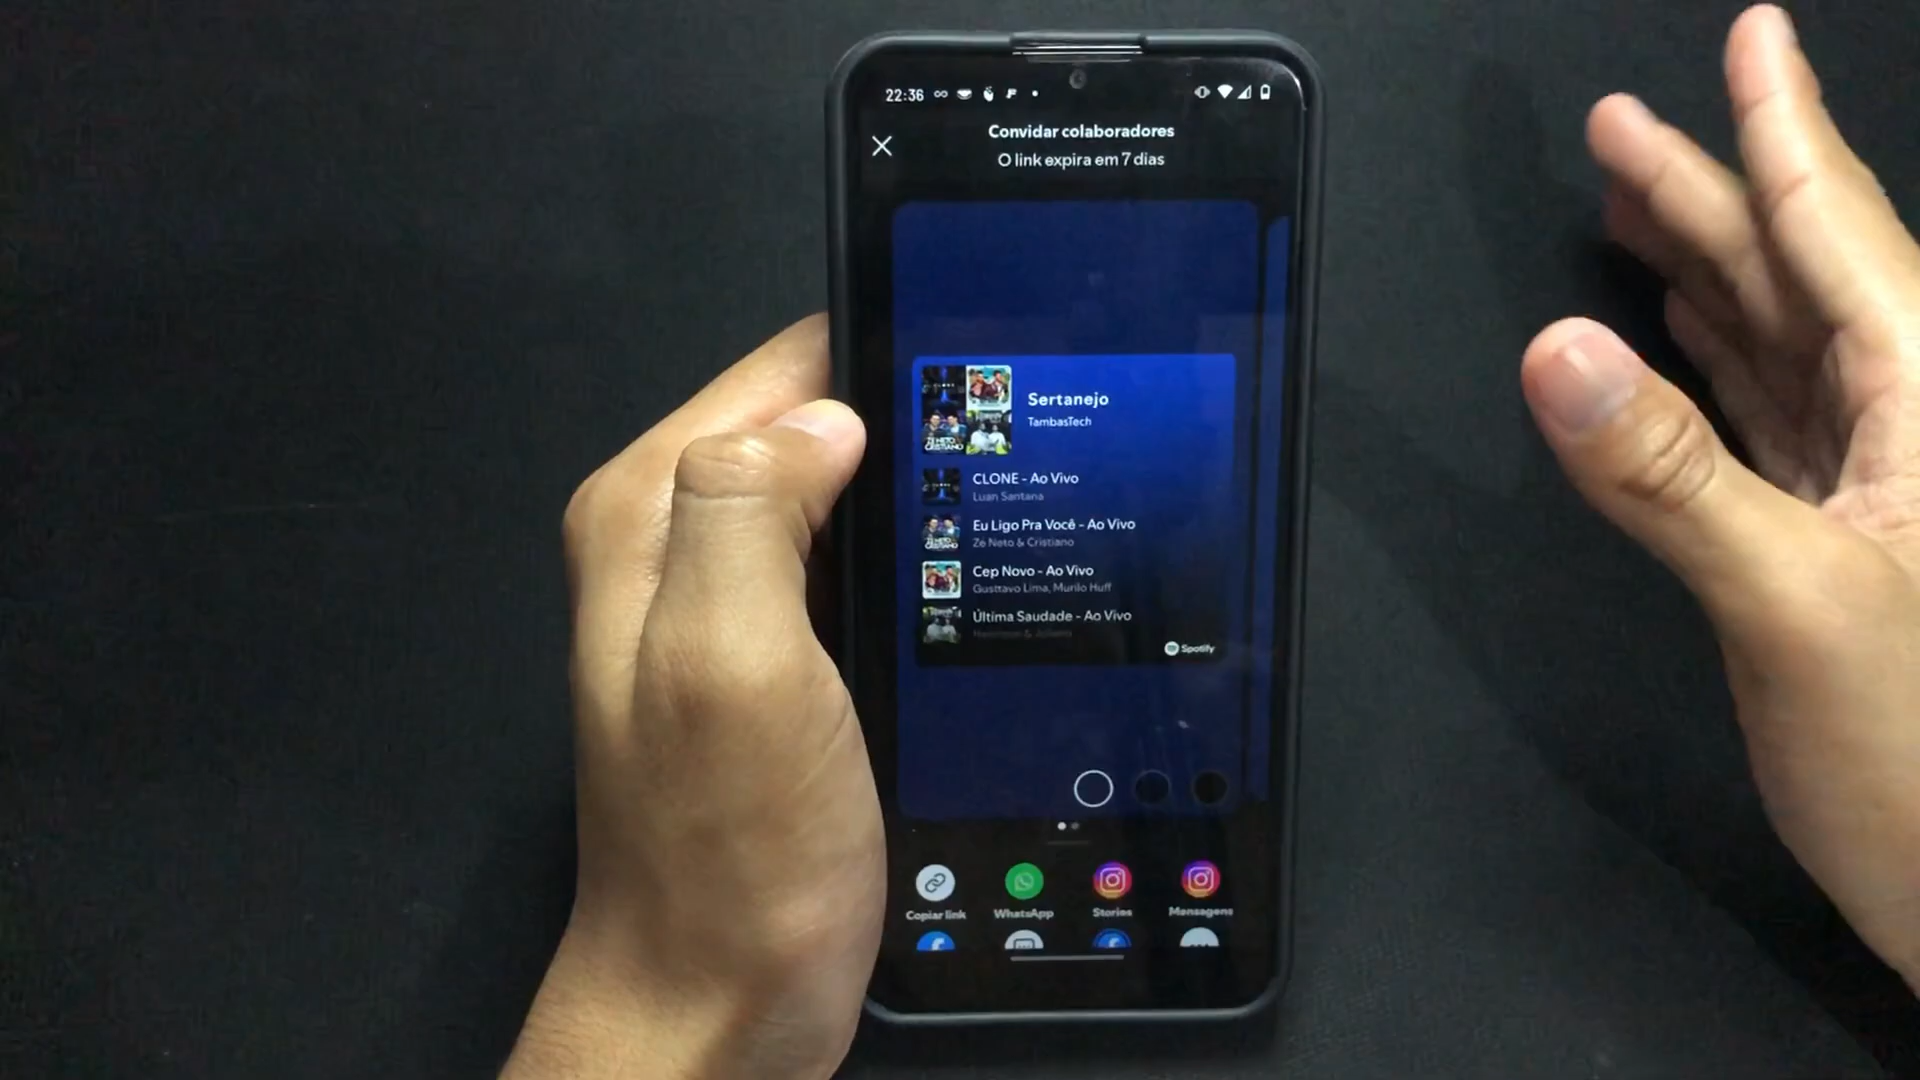 22:36
Convidar colaboradores
O link expira em 7 dias
Sertanejo
TambasTech
CLONE - Ao Vivo
Luan Santana
Eu Ligo Pra Você - Ao Vivo
Zé Neto & Cristiano
Cep Novo - Ao Vivo
Gusttavo Lima, Murilo Huff
Última Saudade - Ao Vivo
Henrique & Juliano
Spotify
Copiar link
WhatsApp
Stories
Mensagens